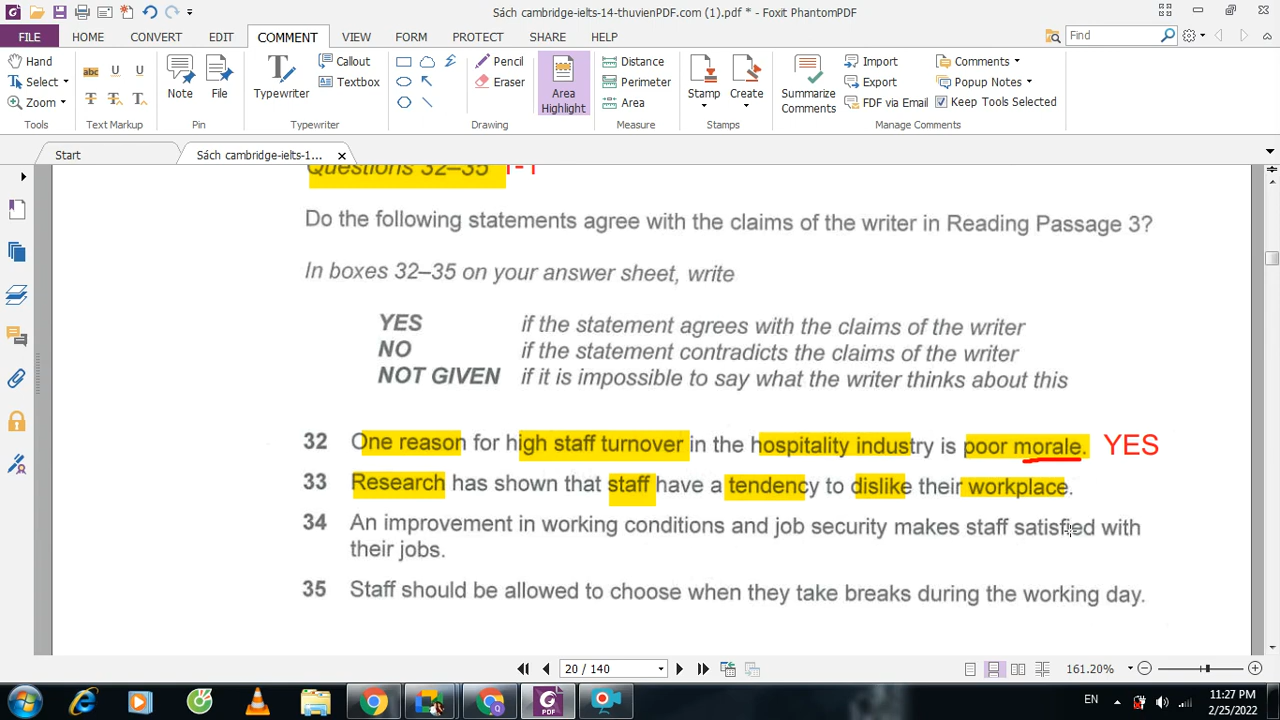 Sách cambridge-ielts-14-thuvienPDF.com (1).pdf * - Foxit PhantomPDF
FILE HOME CONVERT EDIT COMMENT VIEW FORM PROTECT SHARE HELP Find
Hand
Select
Zoom
Tools
abc U U
T T T
Text Markup
Note File
Pin
Typewriter
Callout
Textbox
Typewriter
Pencil
Eraser
Area Highlight
Drawing
Distance
Perimeter
Area
Measure
Stamp Create
Stamps
Summarize Comments
Import
Export
FDF via Email
Comments
Popup Notes
Keep Tools Selected
Manage Comments
Start Sách cambridge-ielts-1...
Questions 32–35 1-1
Do the following statements agree with the claims of the writer in Reading Passage 3?
In boxes 32–35 on your answer sheet, write
YES if the statement agrees with the claims of the writer
NO if the statement contradicts the claims of the writer
NOT GIVEN if it is impossible to say what the writer thinks about this
32 One reason for high staff turnover in the hospitality industry is poor morale. YES
33 Research has shown that staff have a tendency to dislike their workplace.
34 An improvement in working conditions and job security makes staff satisfied with
their jobs.
35 Staff should be allowed to choose when they take breaks during the working day.
20 / 140 161.20%
EN 11:27 PM
2/25/2022